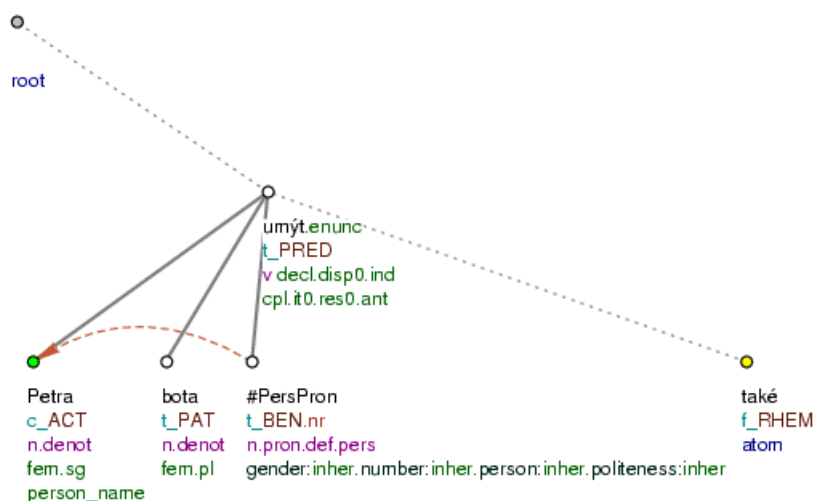 root
umýt.enunc
t_PRED
v decl.disp0.ind
cpl.it0.res0.ant
Petra
c_ACT
n.denot
fem.sg
person_name
bota
t_PAT
n.denot
fem.pl
#PersPron
t_BEN.nr
n.pron.def.pers
gender:inher.number:inher.person:inher.politeness:inher
také
f_RHEM
atom